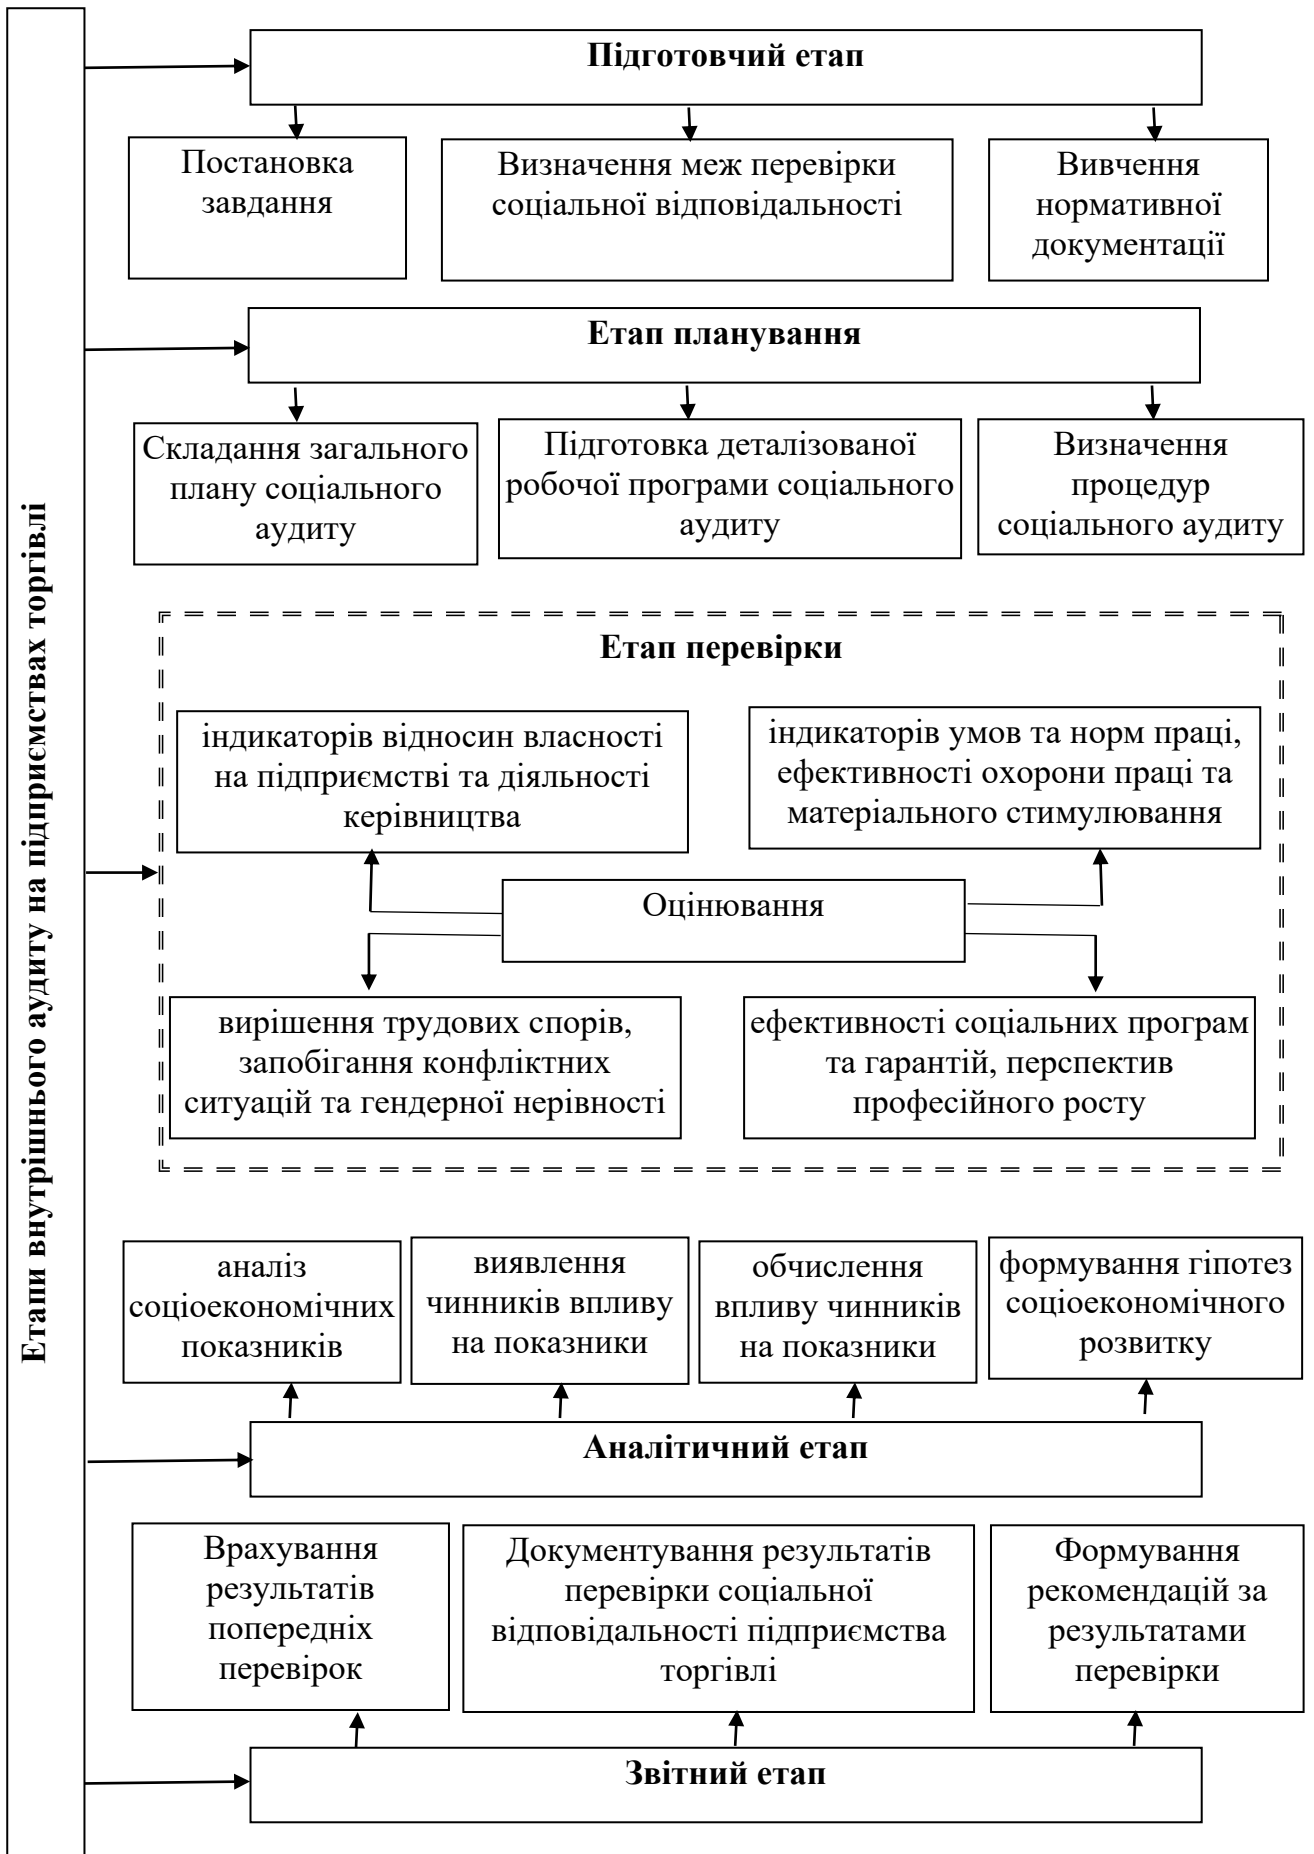 Етапи внутрішнього аудиту на підприємствах торгівлі
Підготовчий етап
Постановка
завдання
Визначення меж перевірки
соціальної відповідальності
Вивчення
нормативної
документації
Етап планування
Складання загального
плану соціального
аудиту
Підготовка деталізованої
робочої програми соціального
аудиту
Визначення
процедур
соціального аудиту
Етап перевірки
індикаторів відносин власності
на підприємстві та діяльності
керівництва
індикаторів умов та норм праці,
ефективності охорони праці та
матеріального стимулювання
Оцінювання
вирішення трудових спорів,
запобігання конфліктних
ситуацій та гендерної нерівності
ефективності соціальних програм
та гарантій, перспектив
професійного росту
аналіз
соціоекономічних
показників
виявлення
чинників впливу
на показники
обчислення
впливу чинників
на показники
формування гіпотез
соціоекономічного
розвитку
Аналітичний етап
Врахування
результатів
попередніх
перевірок
Документування результатів
перевірки соціальної
відповідальності підприємства
торгівлі
Формування
рекомендацій за
результатами
перевірки
Звітний етап